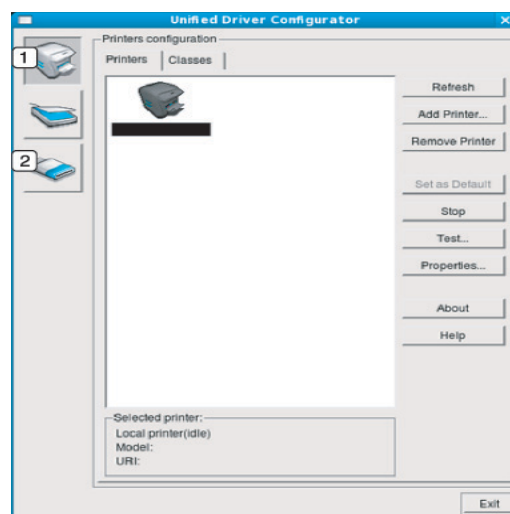 Unified Driver Configurator
Printers configuration
1
Printers
Classes
Refresh
Add Printer...
Remove Printer
2
Set as Default
Stop
Test...
Properties...
About
Help
Selected printer:
Local printer(idle)
Model:
URI:
Exit